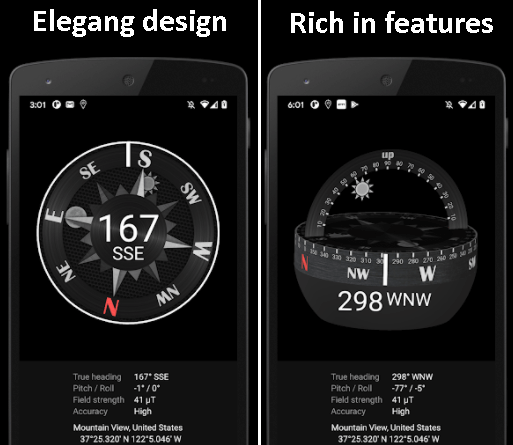 Elegang design
3:01
S
SE
SW
E
W
167
SSE
NE
NW
N
True heading 167° SSE
Pitch / Roll -1° / 0°
Field strength 41 µT
Accuracy High
Mountain View, United States
37°25.320' N 122°5.046' W
Rich in features
6:01
up
N
NW
W
SW
298 WNW
True heading 298° WNW
Pitch / Roll -77° / -5°
Field strength 41 µT
Accuracy High
Mountain View, United States
37°25.320' N 122°5.046' W